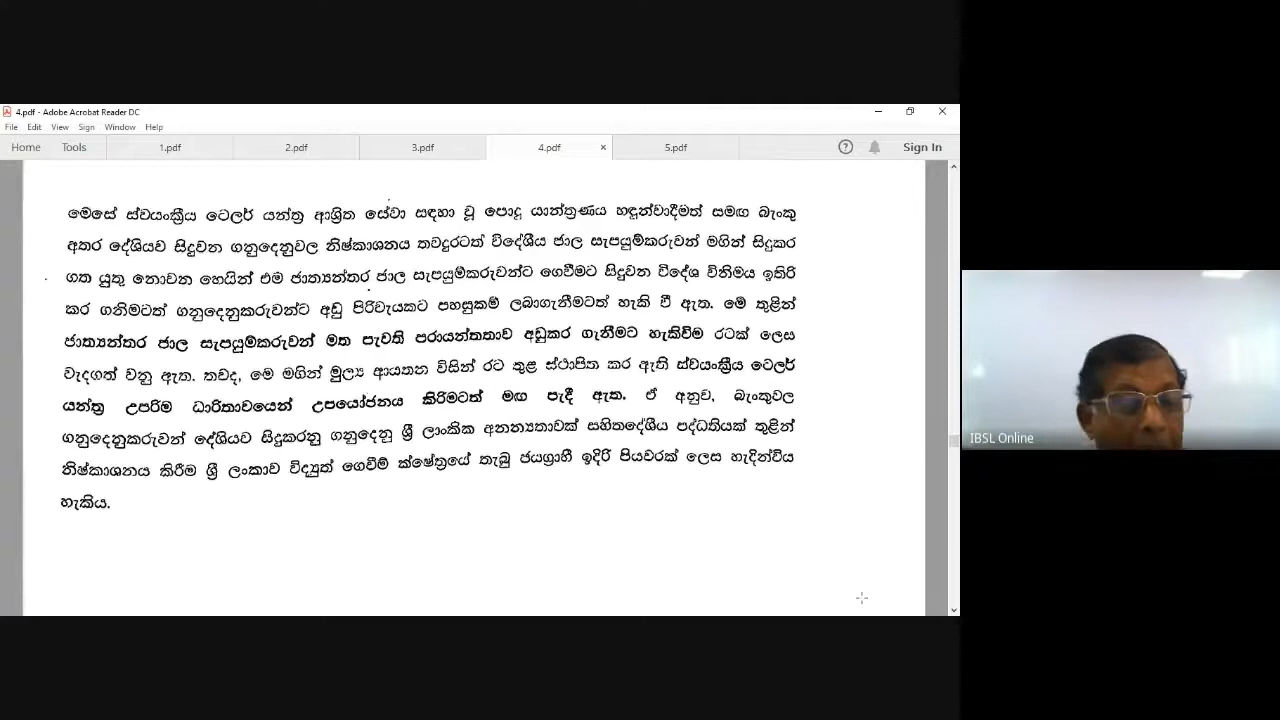 4.pdf - Adobe Acrobat Reader DC
File Edit View Sign Window Help
Home Tools 1.pdf 2.pdf 3.pdf 4.pdf × 5.pdf Sign In
මෙසේ ස්වයංක්‍රීය ටෙලර් යන්ත්‍ර ආශ්‍රිත සේවා සඳහා වූ පොදු යාන්ත්‍රණය හඳුන්වාදීමත් සමඟ බැංකු
අතර දේශියව සිදුවන ගනුදෙනුවල නිෂ්කාශනය තවදුරටත් විදේශීය ජාල සැපයුම්කරුවන් මගින් සිදුකර
ගත යුතු නොවන හෙයින් එම ජාත්‍යන්තර ජාල සැපයුම්කරුවන්ට ගෙවීමට සිදුවන විදේශ විනිමය ඉතිරි
කර ගනිමටත් ගනුදෙනුකරුවන්ට අඩු පිරිවැයකට පහසුකම් ලබාගැනීමටත් හැකි වී ඇත. මේ තුළින්
ජාත්‍යන්තර ජාල සැපයුම්කරුවන් මත පැවති පරායන්තතාව අඩුකර ගැනීමට හැකිවීම රටක් ලෙස
වැදගත් වනු ඇත. තවද, මේ මගින් මූල්‍ය ආයතන විසින් රට තුළ ස්ථාපිත කර ඇති ස්වයංක්‍රීය ටෙලර්
යන්ත්‍ර උපරිම ධාරිතාවයෙන් උපයෝජනය කිරීමටත් මඟ පැදී ඇත. ඒ අනුව, බැංකුවල
ගනුදෙනුකරුවන් දේශියව සිදුකරනු ගනුදෙනු ශ්‍රී ලාංකික අනන්‍යතාවක් සහිතදේශීය පද්ධතියක් තුළින්
නිෂ්කාශනය කිරීම ශ්‍රී ලංකාව විද්‍යුත් ගෙවීම් ක්ෂේත්‍රයේ තැබු ජයග්‍රාහී ඉදිරි පියවරක් ලෙස හැදින්විය
හැකිය.
IBSL Online